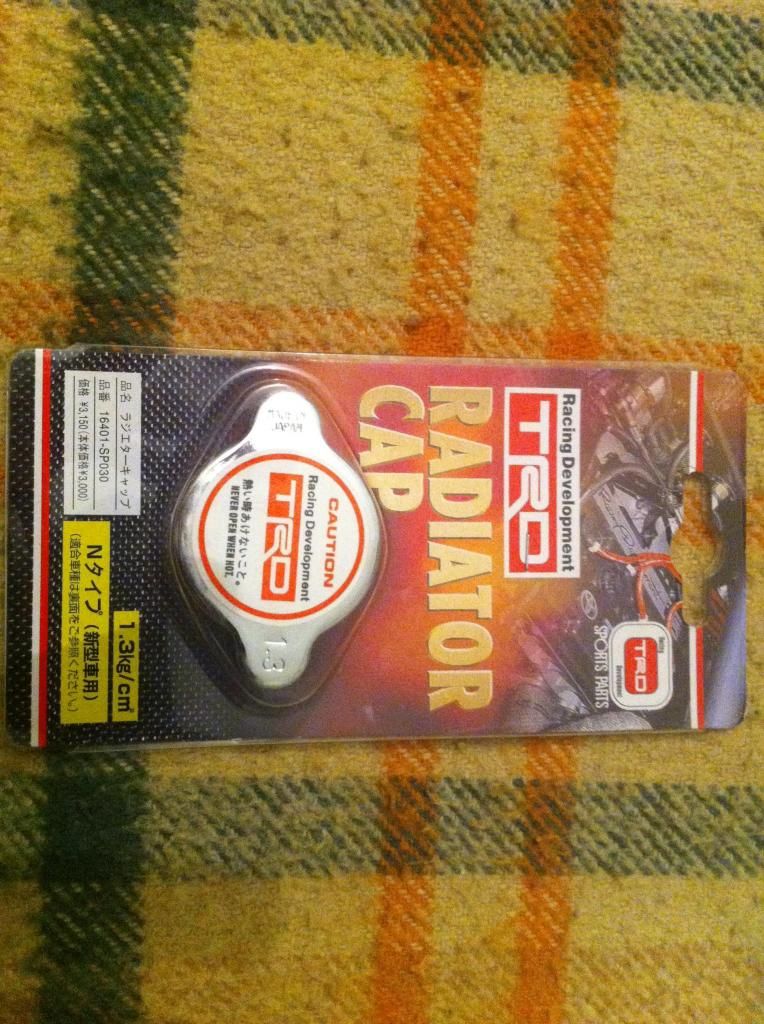 Racing Development
TRD
Racing
TRD
Development
SPORTS PARTS
RADIATOR
CAP
CAUTION
Racing Development
TRD
熱い時あけないこと。
NEVER OPEN WHEN HOT.
1.3
品名 ラジエターキャップ
品番 16401-SP030
価格 ¥3,150(本体価格¥3,000)
1.3kg/c㎡
Nタイプ(新型車用)
(適合車種は裏面をご参照ください。)